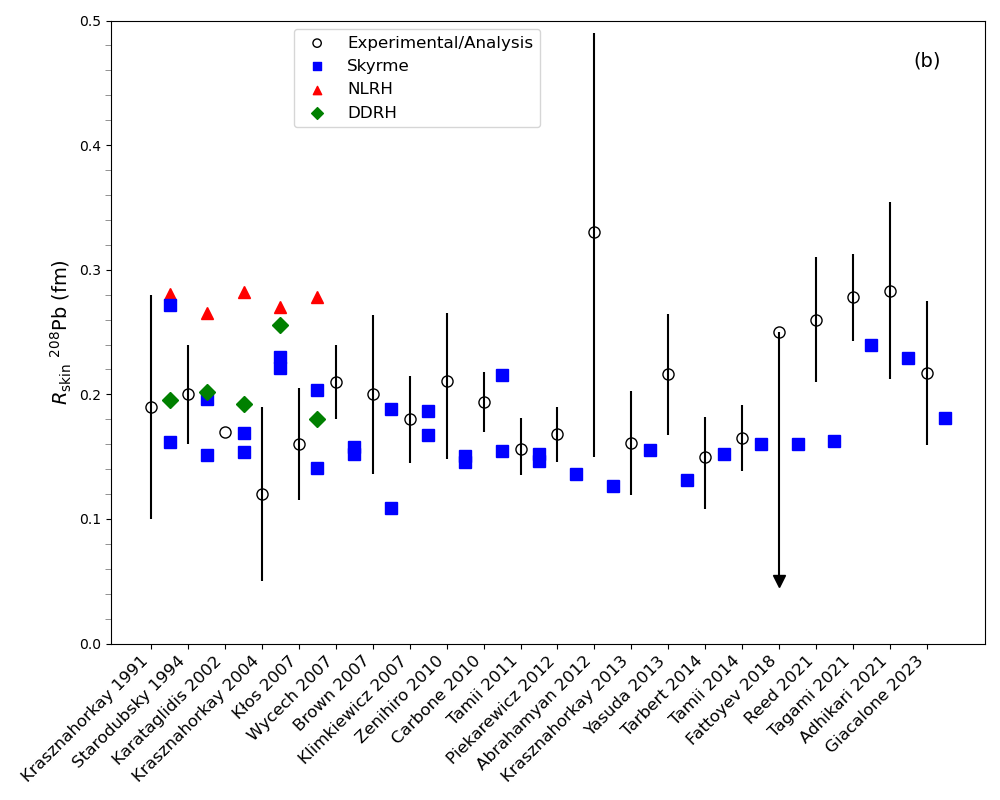 (b)
Experimental/Analysis
Skyrme
NLRH
DDRH
0.5
0.4
0.3
0.2
0.1
0.0
R_skin ²⁰⁸Pb (fm)
Krasznahorkay 1991
Starodubsky 1994
Karataglidis 2002
Krasznahorkay 2004
Kłos 2007
Wycech 2007
Brown 2007
Klimkiewicz 2007
Zenihiro 2010
Carbone 2010
Tamii 2011
Piekarewicz 2012
Abrahamyan 2012
Krasznahorkay 2013
Yasuda 2013
Tarbert 2014
Tamii 2014
Fattoyev 2018
Reed 2021
Tagami 2021
Adhikari 2021
Giacalone 2023